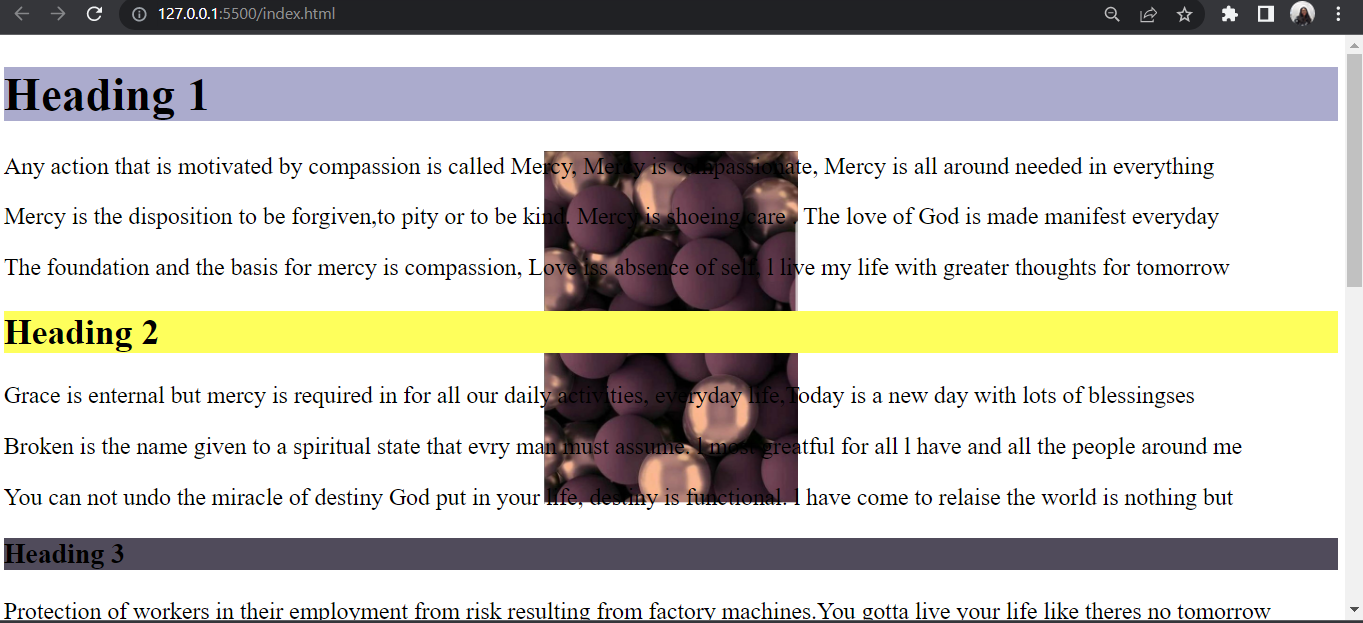 127.0.0.1:5500/index.html
Heading 1
Any action that is motivated by compassion is called Mercy, Mercy is compassionate, Mercy is all around needed in everything
Mercy is the disposition to be forgiven,to pity or to be kind. Mercy is shoeing care . The love of God is made manifest everyday
The foundation and the basis for mercy is compassion, Love iss absence of self, l live my life with greater thoughts for tomorrow
Heading 2
Grace is enternal but mercy is required in for all our daily activities, everyday life,Today is a new day with lots of blessingses
Broken is the name given to a spiritual state that evry man must assume. l most greatful for all l have and all the people around me
You can not undo the miracle of destiny God put in your life, destiny is functional. l have come to relaise the world is nothing but
Heading 3
Protection of workers in their employment from risk resulting from factory machines.You gotta live your life like theres no tomorrow